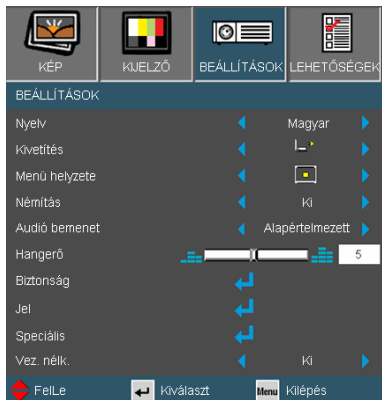 KÉP KIJELZŐ BEÁLLÍTÁSOK LEHETŐSÉGEK
BEÁLLÍTÁSOK
Nyelv Magyar
Kivetítés
Menü helyzete
Némítás Ki
Audió bemenet Alapértelmezett
Hangerő 5
Biztonság
Jel
Speciális
Vez. nélk. Ki
FelLe Kiválaszt Menu Kilépés